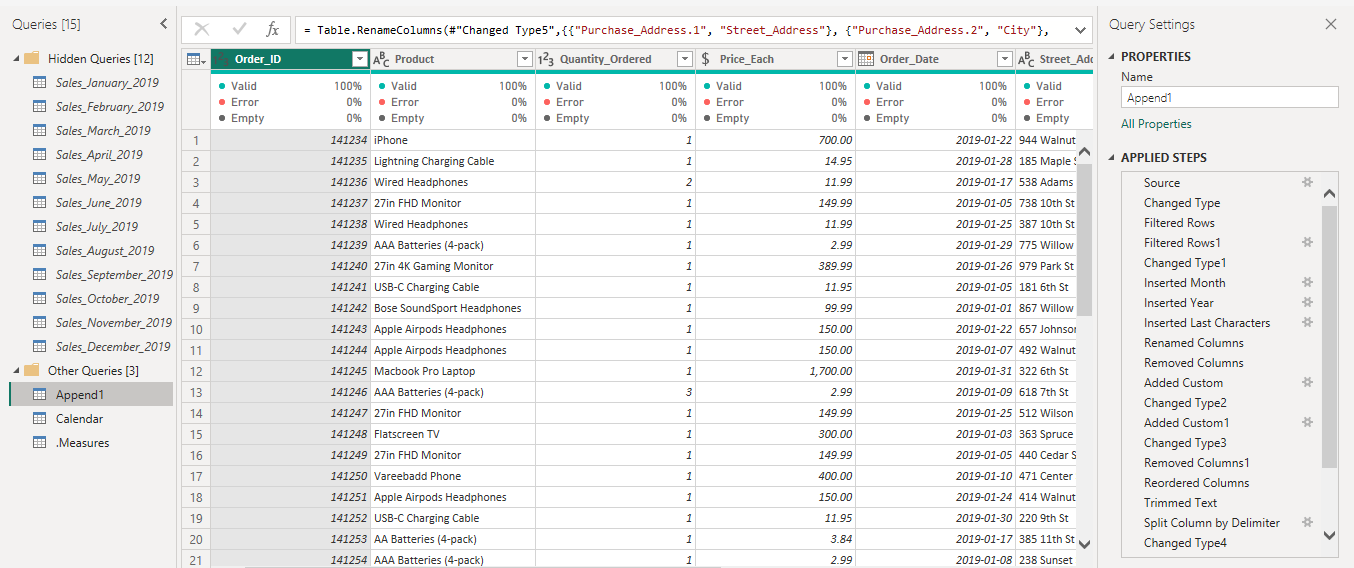 Queries [15]
Hidden Queries [12]
Sales_January_2019
Sales_February_2019
Sales_March_2019
Sales_April_2019
Sales_May_2019
Sales_June_2019
Sales_July_2019
Sales_August_2019
Sales_September_2019
Sales_October_2019
Sales_November_2019
Sales_December_2019
Other Queries [3]
Append1
Calendar
.Measures
fx = Table.RenameColumns(#"Changed Type5",{{"Purchase_Address.1", "Street_Address"}, {"Purchase_Address.2", "City"},
Order_ID ABC Product 123 Quantity_Ordered $ Price_Each Order_Date ABC Street_Add
Valid 100% Valid 100% Valid 100% Valid 100% Valid 100% Valid
Error 0% Error 0% Error 0% Error 0% Error 0% Error
Empty 0% Empty 0% Empty 0% Empty 0% Empty 0% Empty
1 141234 iPhone 1 700.00 2019-01-22 944 Walnut
2 141235 Lightning Charging Cable 1 14.95 2019-01-28 185 Maple S
3 141236 Wired Headphones 2 11.99 2019-01-17 538 Adams
4 141237 27in FHD Monitor 1 149.99 2019-01-05 738 10th St
5 141238 Wired Headphones 1 11.99 2019-01-25 387 10th St
6 141239 AAA Batteries (4-pack) 1 2.99 2019-01-29 775 Willow
7 141240 27in 4K Gaming Monitor 1 389.99 2019-01-26 979 Park St
8 141241 USB-C Charging Cable 1 11.95 2019-01-05 181 6th St
9 141242 Bose SoundSport Headphones 1 99.99 2019-01-01 867 Willow
10 141243 Apple Airpods Headphones 1 150.00 2019-01-22 657 Johnson
11 141244 Apple Airpods Headphones 1 150.00 2019-01-07 492 Walnut
12 141245 Macbook Pro Laptop 1 1,700.00 2019-01-31 322 6th St
13 141246 AAA Batteries (4-pack) 3 2.99 2019-01-09 618 7th St
14 141247 27in FHD Monitor 1 149.99 2019-01-25 512 Wilson
15 141248 Flatscreen TV 1 300.00 2019-01-03 363 Spruce
16 141249 27in FHD Monitor 1 149.99 2019-01-05 440 Cedar S
17 141250 Vareebadd Phone 1 400.00 2019-01-10 471 Center
18 141251 Apple Airpods Headphones 1 150.00 2019-01-24 414 Walnut
19 141252 USB-C Charging Cable 1 11.95 2019-01-30 220 9th St
20 141253 AA Batteries (4-pack) 1 3.84 2019-01-17 385 11th St
21 141254 AAA Batteries (4-pack) 1 2.99 2019-01-08 238 Sunset
Query Settings
PROPERTIES
Name
Append1
All Properties
APPLIED STEPS
Source
Changed Type
Filtered Rows
Filtered Rows1
Changed Type1
Inserted Month
Inserted Year
Inserted Last Characters
Renamed Columns
Removed Columns
Added Custom
Changed Type2
Added Custom1
Changed Type3
Removed Columns1
Reordered Columns
Trimmed Text
Split Column by Delimiter
Changed Type4